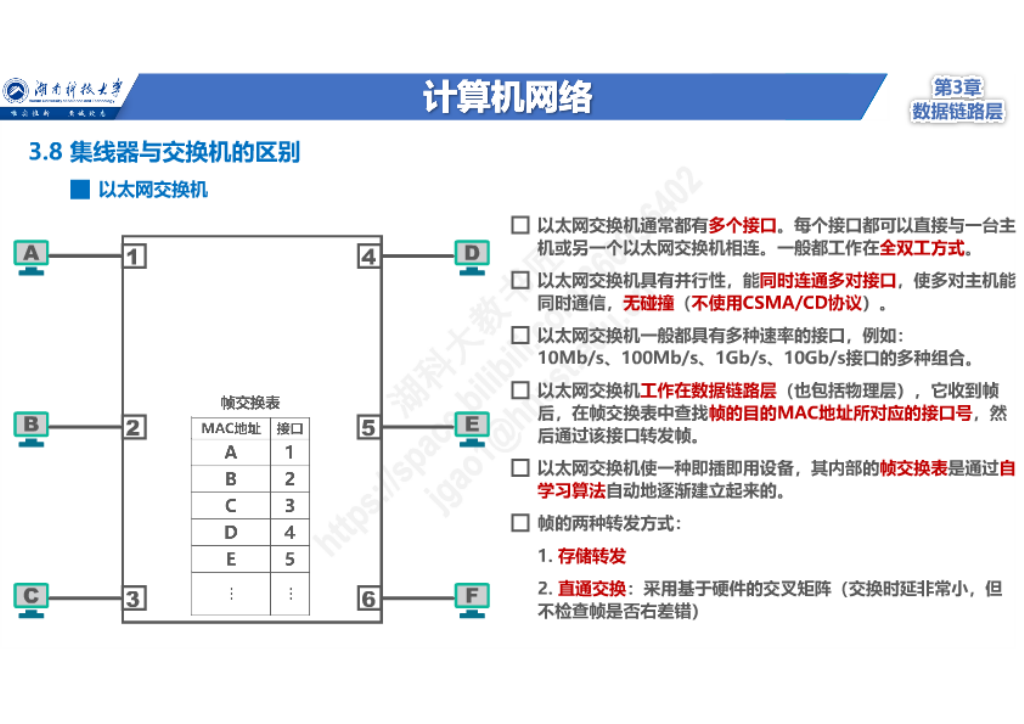 湖南科技大学
计算机网络
第3章
数据链路层
3.8 集线器与交换机的区别
以太网交换机
A
1
4
D
B
2
5
E
C
3
6
F
帧交换表
MAC地址 接口
A 1
B 2
C 3
D 4
E 5
⋮ ⋮
以太网交换机通常都有多个接口。每个接口都可以直接与一台主
机或另一个以太网交换机相连。一般都工作在全双工方式。
以太网交换机具有并行性，能同时连通多对接口，使多对主机能
同时通信，无碰撞（不使用CSMA/CD协议）。
以太网交换机一般都具有多种速率的接口，例如：
10Mb/s、100Mb/s、1Gb/s、10Gb/s接口的多种组合。
以太网交换机工作在数据链路层（也包括物理层），它收到帧
后，在帧交换表中查找帧的目的MAC地址所对应的接口号，然
后通过该接口转发帧。
以太网交换机使一种即插即用设备，其内部的帧交换表是通过自
学习算法自动地逐渐建立起来的。
帧的两种转发方式：
1. 存储转发
2. 直通交换：采用基于硬件的交叉矩阵（交换时延非常小，但
不检查帧是否右差错）